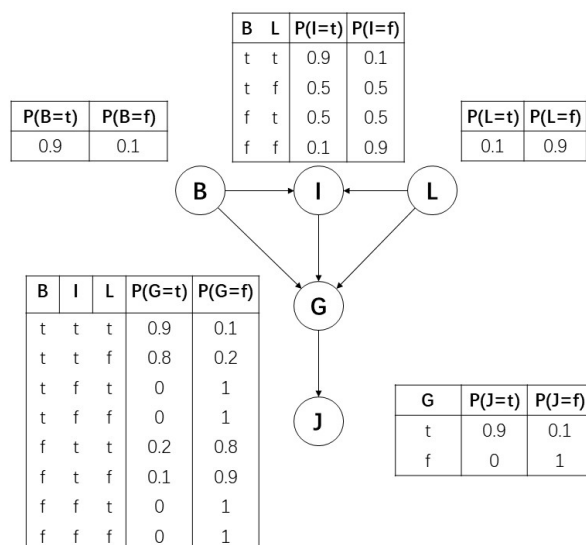 B L P(I=t) P(I=f)
t t 0.9 0.1
t f 0.5 0.5
f t 0.5 0.5
f f 0.1 0.9
P(B=t) P(B=f)
0.9 0.1
P(L=t) P(L=f)
0.1 0.9
B I L
G
J
B I L P(G=t) P(G=f)
t t t 0.9 0.1
t t f 0.8 0.2
t f t 0 1
t f f 0 1
f t t 0.2 0.8
f t f 0.1 0.9
f f t 0 1
f f f 0 1
G P(J=t) P(J=f)
t 0.9 0.1
f 0 1